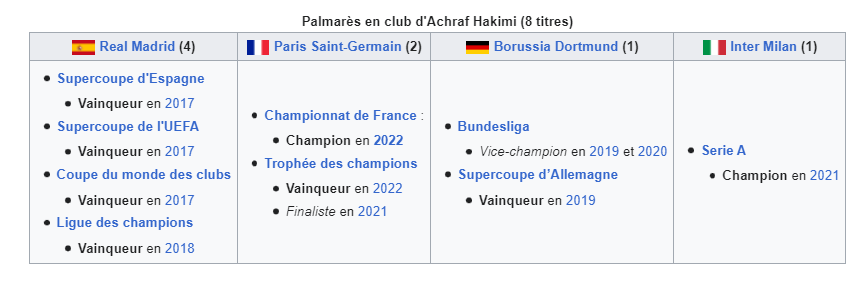 Palmarès en club d'Achraf Hakimi (8 titres)
Real Madrid (4)
Supercoupe d'Espagne
Vainqueur en 2017
Supercoupe de l'UEFA
Vainqueur en 2017
Coupe du monde des clubs
Vainqueur en 2017
Ligue des champions
Vainqueur en 2018
Paris Saint-Germain (2)
Championnat de France :
Champion en 2022
Trophée des champions
Vainqueur en 2022
Finaliste en 2021
Borussia Dortmund (1)
Bundesliga
Vice-champion en 2019 et 2020
Supercoupe d’Allemagne
Vainqueur en 2019
Inter Milan (1)
Serie A
Champion en 2021